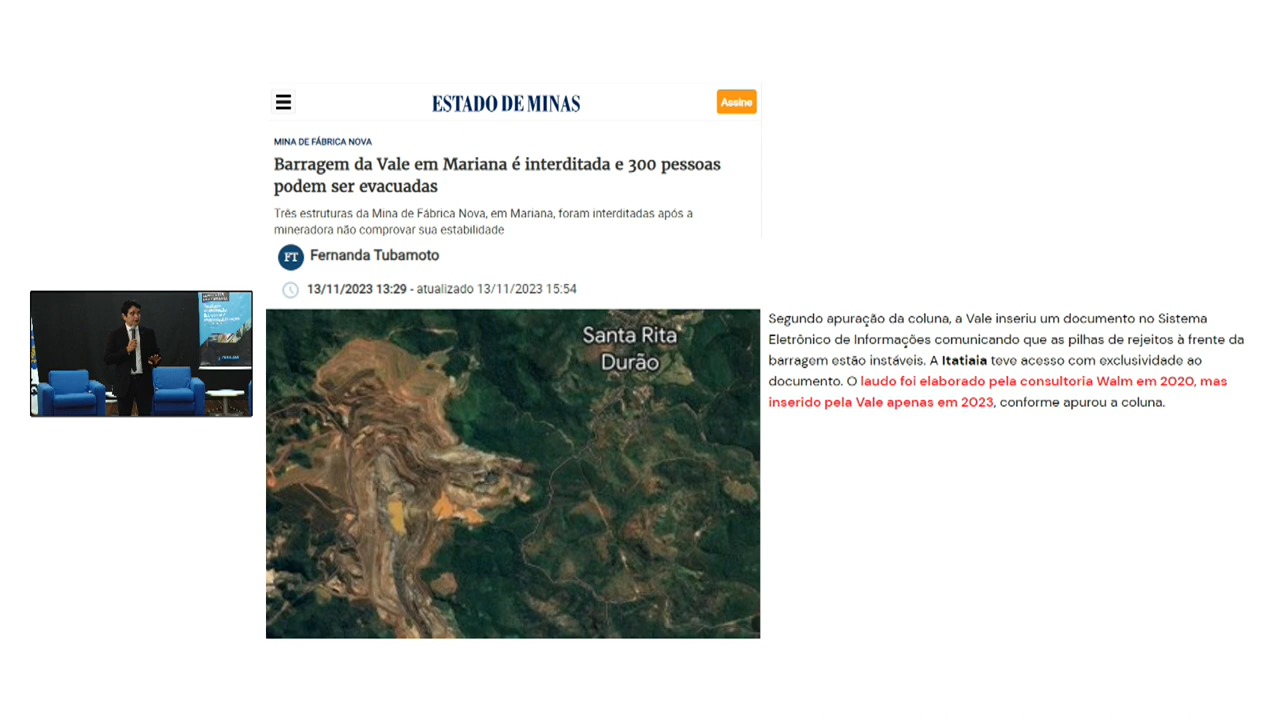 ESTADO DE MINAS
Assine
MINA DE FÁBRICA NOVA
Barragem da Vale em Mariana é interditada e 300 pessoas
podem ser evacuadas
Três estruturas da Mina de Fábrica Nova, em Mariana, foram interditadas após a
mineradora não comprovar sua estabilidade
FT
Fernanda Tubamoto
13/11/2023 13:29 - atualizado 13/11/2023 15:54
Santa Rita
Durão
Segundo apuração da coluna, a Vale inseriu um documento no Sistema
Eletrônico de Informações comunicando que as pilhas de rejeitos à frente da
barragem estão instáveis. A Itatiaia teve acesso com exclusividade ao
documento. O laudo foi elaborado pela consultoria Walm em 2020, mas
inserido pela Vale apenas em 2023, conforme apurou a coluna.